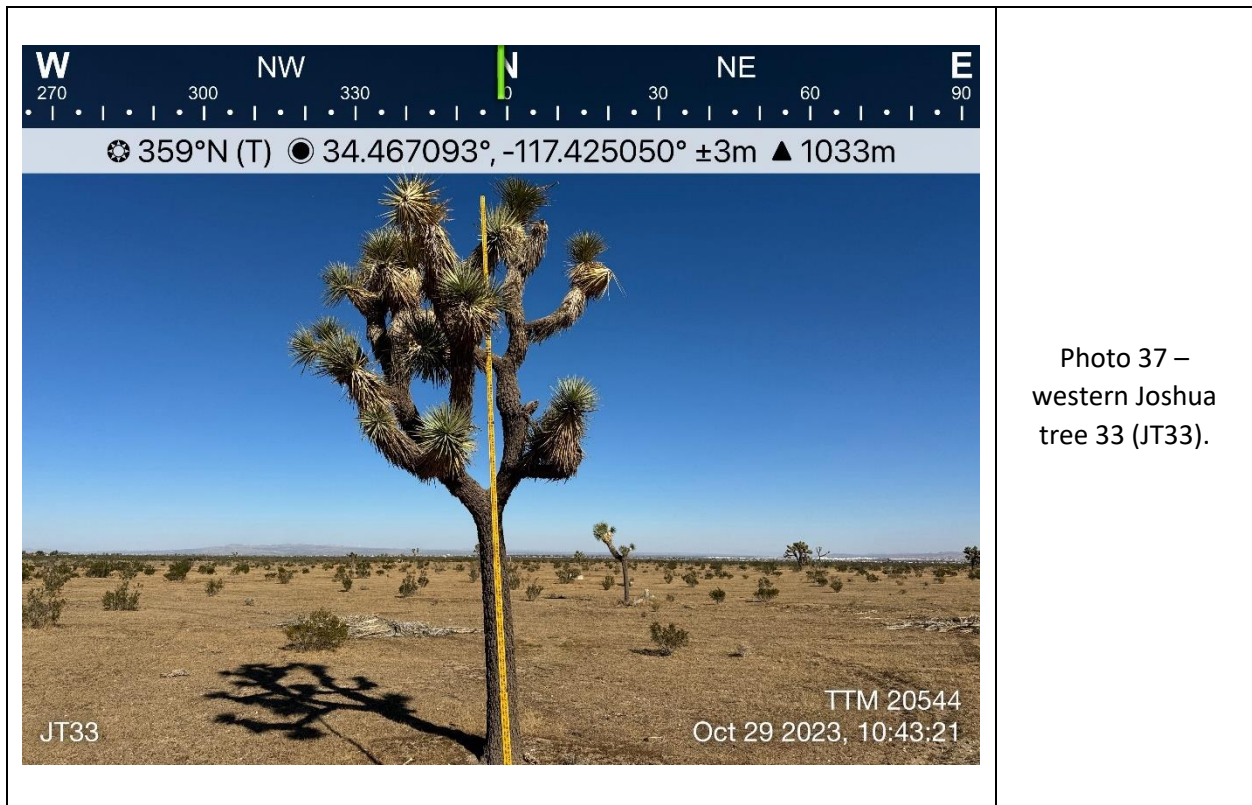 W NW N NE E
270 300 330 0 30 60 90
359°N (T) 34.467093°, -117.425050° ±3m ▲ 1033m
TTM 20544
JT33 Oct 29 2023, 10:43:21
Photo 37 –
western Joshua
tree 33 (JT33).